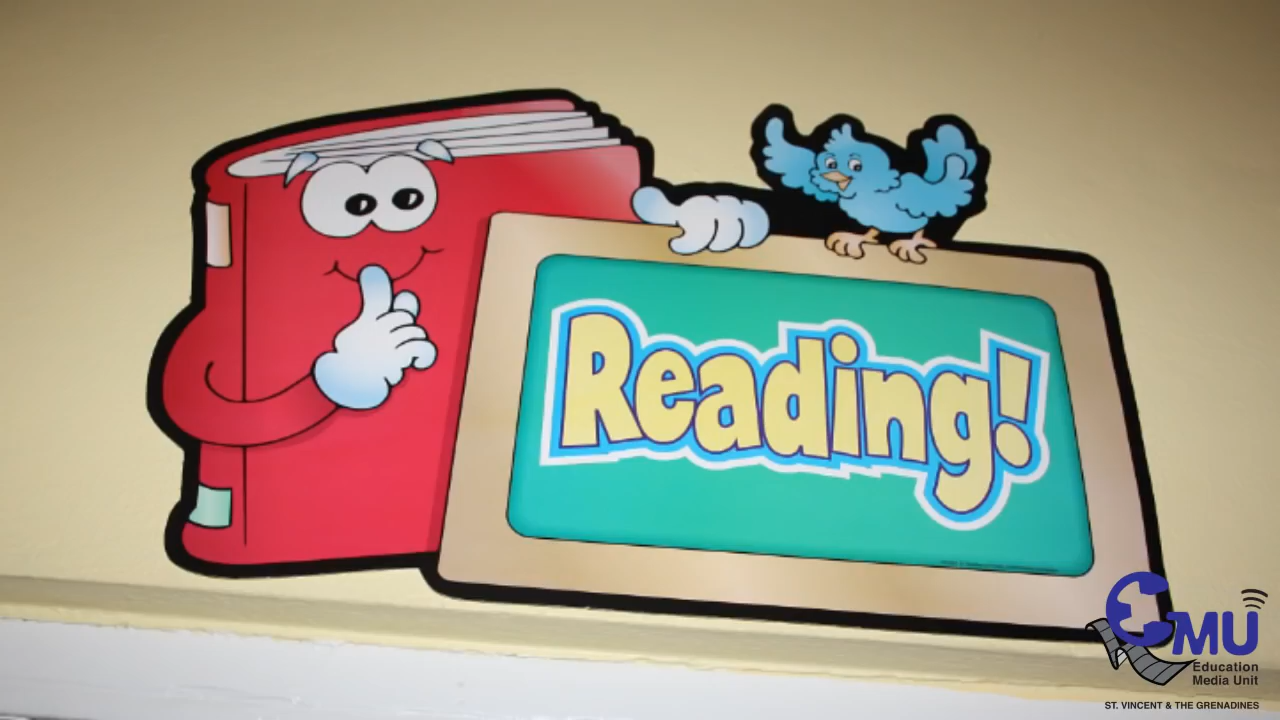 Reading!
EMU
Education
Media Unit
ST. VINCENT & THE GRENADINES